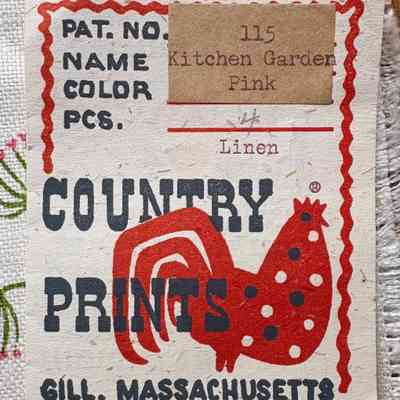 PAT. NO. 115
NAME Kitchen Garden
COLOR Pink
PCS. 4
Linen
COUNTRY ®
PRINTS
GILL, MASSACHUSETTS